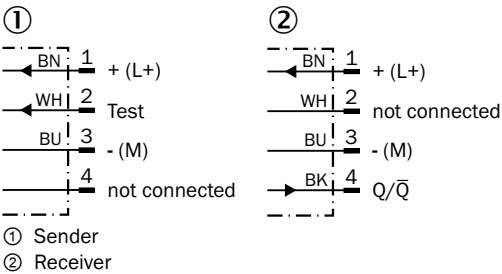 ① ②
BN 1 + (L+) BN 1 + (L+)
WH 2 Test WH 2 not connected
BU 3 - (M) BU 3 - (M)
4 not connected BK 4 Q/Q̅
① Sender
② Receiver